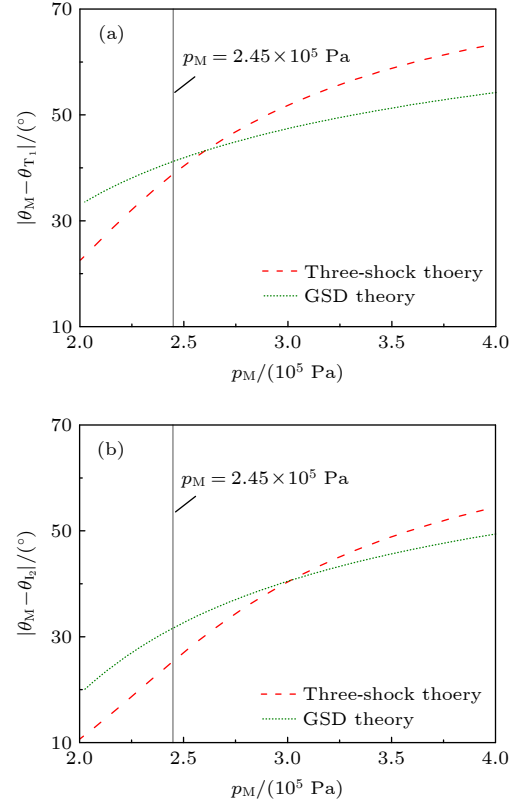 (a)
p_M = 2.45×10^5 Pa
|θ_M − θ_T₁|/(°)
70
50
30
10
Three-shock thoery
GSD theory
2.0 2.5 3.0 3.5 4.0
p_M/(10^5 Pa)
(b)
p_M = 2.45×10^5 Pa
|θ_M − θ_I₂|/(°)
70
50
30
10
Three-shock thoery
GSD theory
2.0 2.5 3.0 3.5 4.0
p_M/(10^5 Pa)